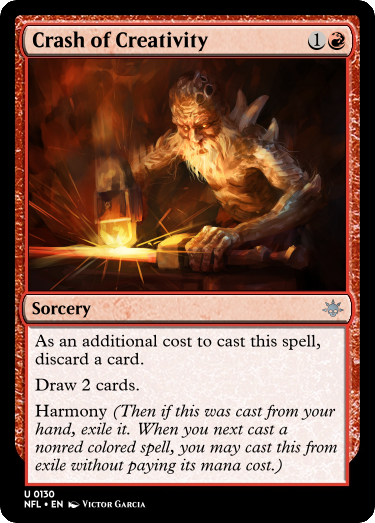 Crash of Creativity 1
Sorcery
As an additional cost to cast this spell,
discard a card.
Draw 2 cards.
Harmony (Then if this was cast from your
hand, exile it. When you next cast a
nonred colored spell, you may cast this from
exile without paying its mana cost.)
U 0130
NFL • EN Victor Garcia